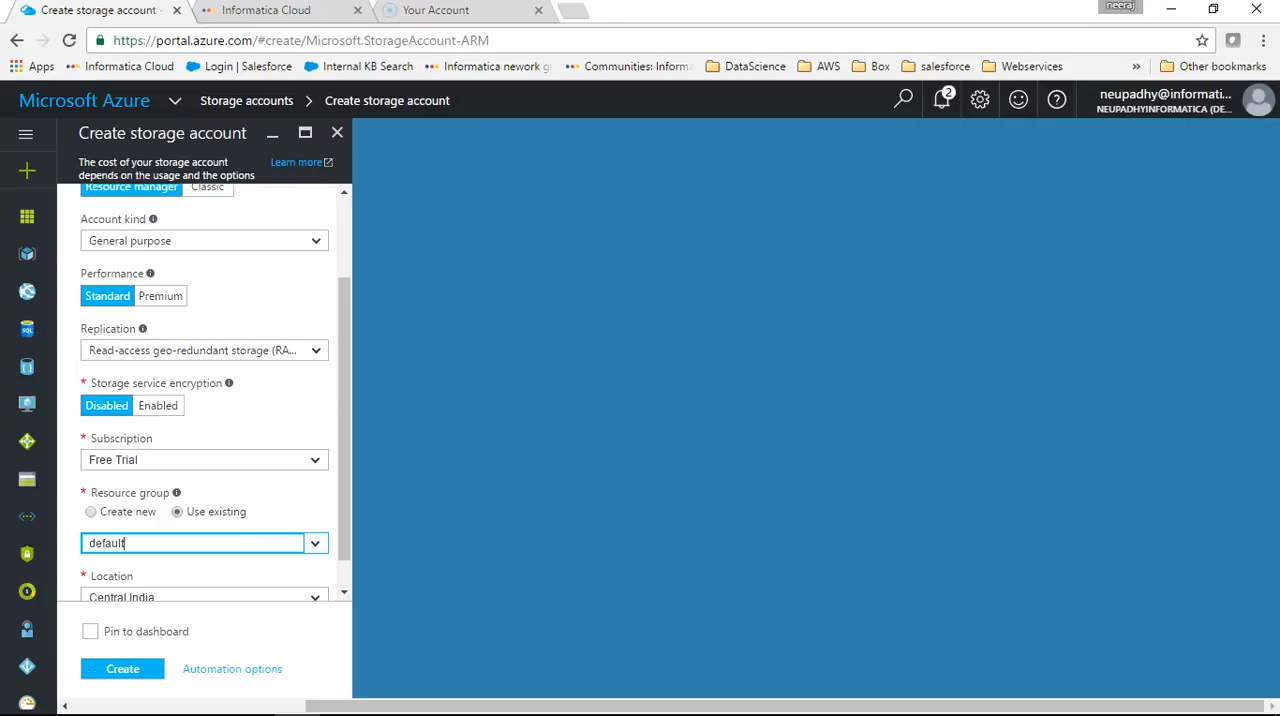 Create storage account -
Informatica Cloud
Your Account
neeraj
https://portal.azure.com/#create/Microsoft.StorageAccount-ARM
Apps
Informatica Cloud
Login | Salesforce
Internal KB Search
Informatica nework g
Communities: Inform
DataScience
AWS
Box
salesforce
Webservices
»
Other bookmarks
Microsoft Azure
Storage accounts > Create storage account
2
neupadhy@informati...
NEUPADHYINFORMATICA (DE...
Create storage account
The cost of your storage account
depends on the usage and the options
Learn more
Resource manager
Classic
Account kind
General purpose
Performance
Standard
Premium
Replication
Read-access geo-redundant storage (RA...
* Storage service encryption
Disabled
Enabled
* Subscription
Free Trial
SQL
* Resource group
Create new
Use existing
default
* Location
Central India
Pin to dashboard
Create
Automation options